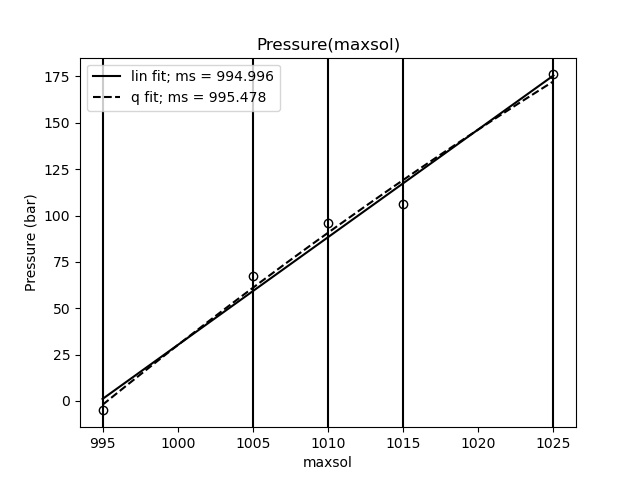 Pressure(maxsol)
lin fit; ms = 994.996
q fit; ms = 995.478
Pressure (bar)
175
150
125
100
75
50
25
0
995 1000 1005 1010 1015 1020 1025
maxsol